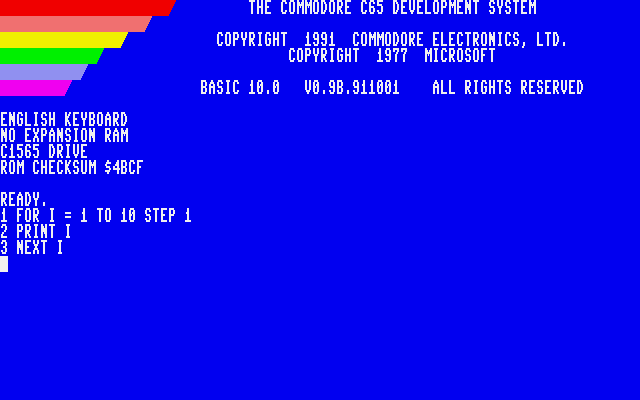 THE COMMODORE C65 DEVELOPMENT SYSTEM
COPYRIGHT  1991  COMMODORE ELECTRONICS, LTD.
COPYRIGHT  1977  MICROSOFT
BASIC 10.0   V0.9B.911001    ALL RIGHTS RESERVED
ENGLISH KEYBOARD
NO EXPANSION RAM
C1565 DRIVE
ROM CHECKSUM $4BCF
READY.
1 FOR I = 1 TO 10 STEP 1
2 PRINT I
3 NEXT I